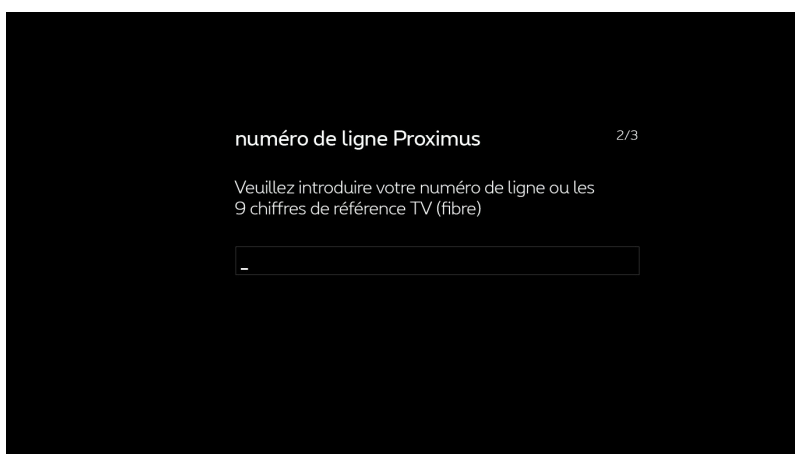 numéro de ligne Proximus 2/3
Veuillez introduire votre numéro de ligne ou les
9 chiffres de référence TV (fibre)